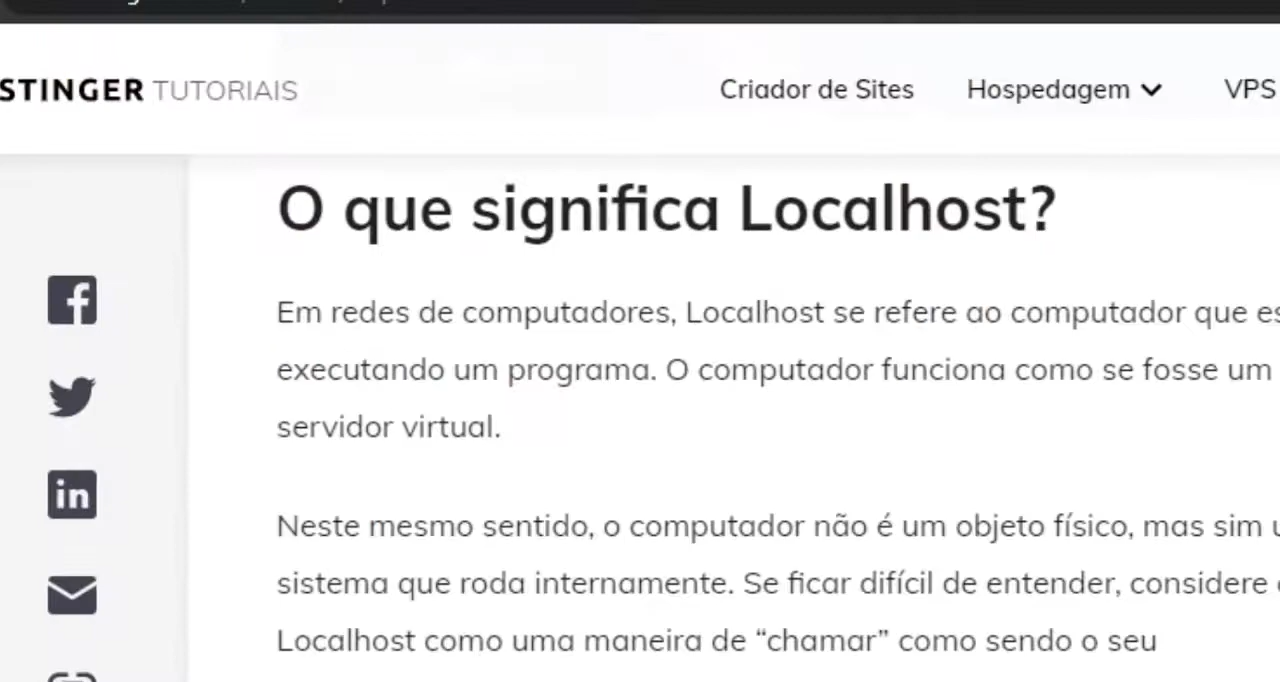 STINGER TUTORIAIS
Criador de Sites
Hospedagem
VPS
O que significa Localhost?
Em redes de computadores, Localhost se refere ao computador que
executando um programa. O computador funciona como se fosse um
servidor virtual.
Neste mesmo sentido, o computador não é um objeto físico, mas sim
sistema que roda internamente. Se ficar difícil de entender, considere
Localhost como uma maneira de “chamar” como sendo o seu